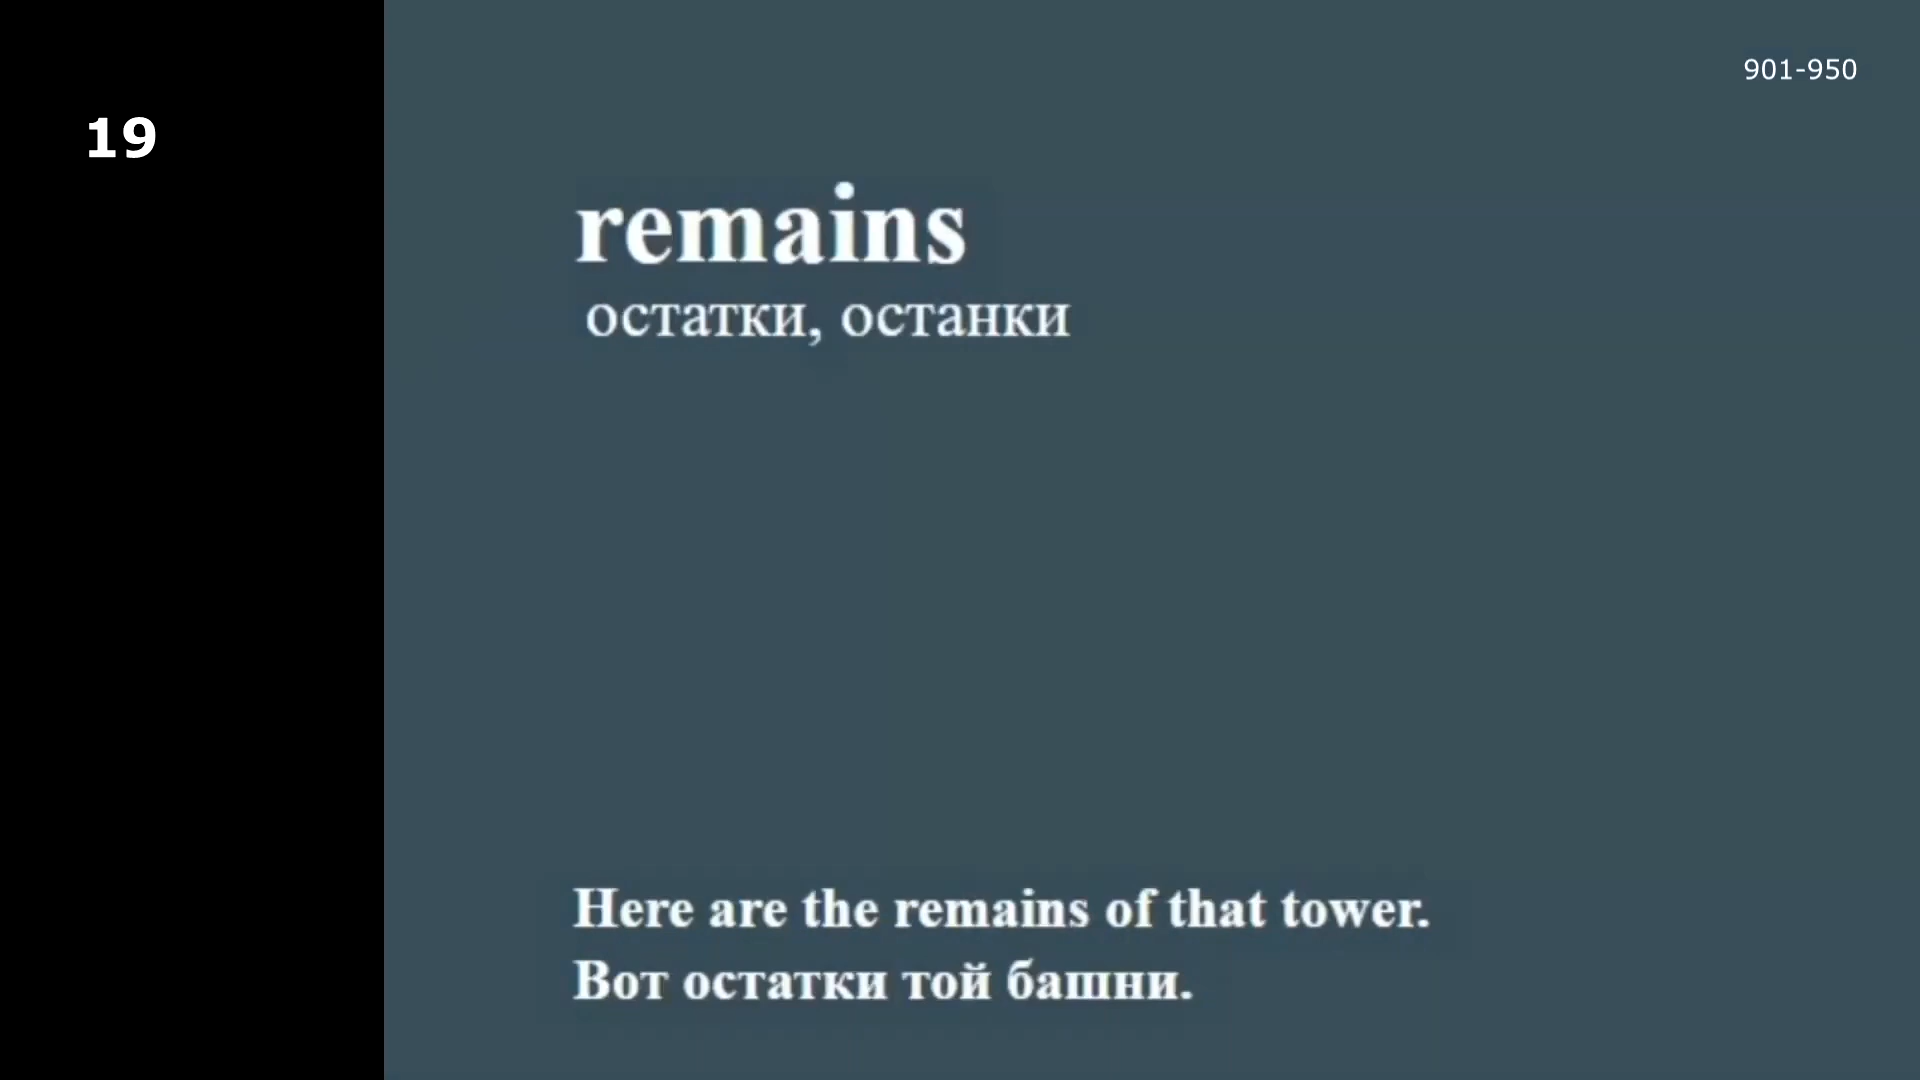 901-950
19
remains
остатки, останки
Here are the remains of that tower.
Вот остатки той башни.